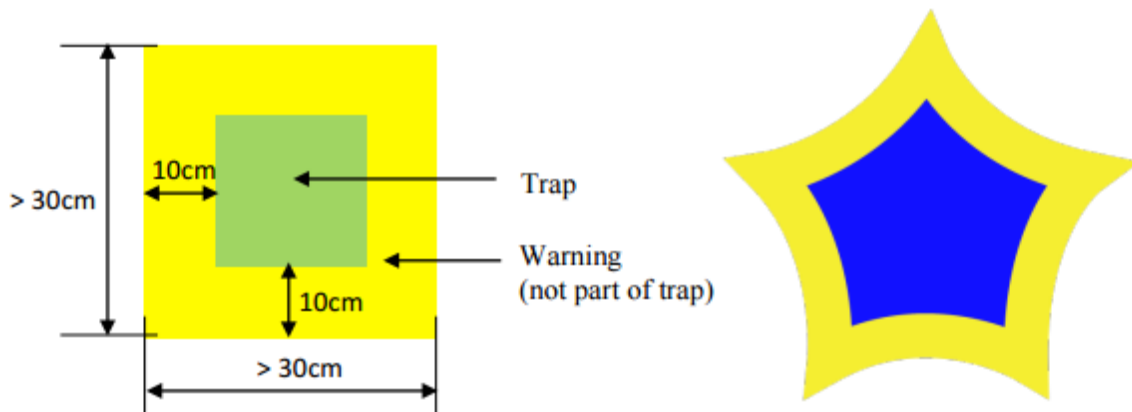 10cm
> 30cm
Trap
Warning
(not part of trap)
10cm
> 30cm